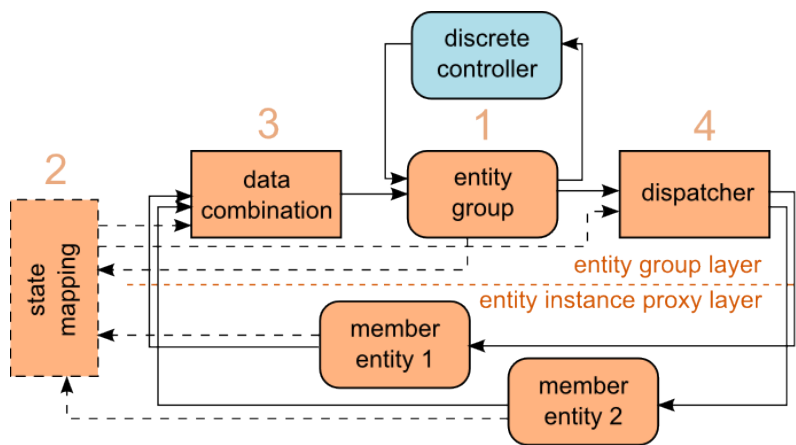 discrete
controller
3
1
4
2
data
combination
entity
group
dispatcher
state
mapping
entity group layer
entity instance proxy layer
member
entity 1
member
entity 2